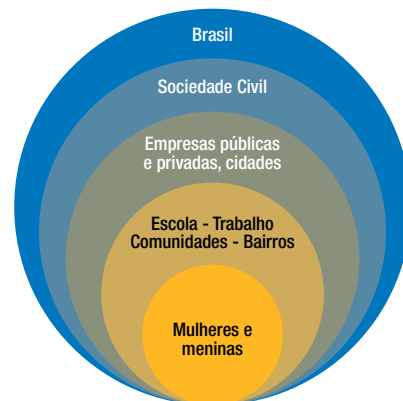 Brasil
Sociedade Civil
Empresas públicas
e privadas, cidades
Escola - Trabalho
Comunidades - Bairros
Mulheres e
meninas